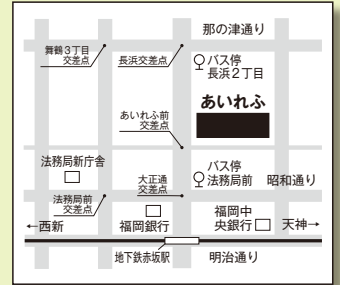 那の津通り
舞鶴3丁目
交差点
長浜交差点
バス停
長浜2丁目
あいれふ
あいれふ前
交差点
法務局新庁舎
大正通
交差点
バス停
法務局前
昭和通り
法務局前
交差点
←西新
福岡銀行
福岡中
央銀行
天神→
地下鉄赤坂駅
明治通り